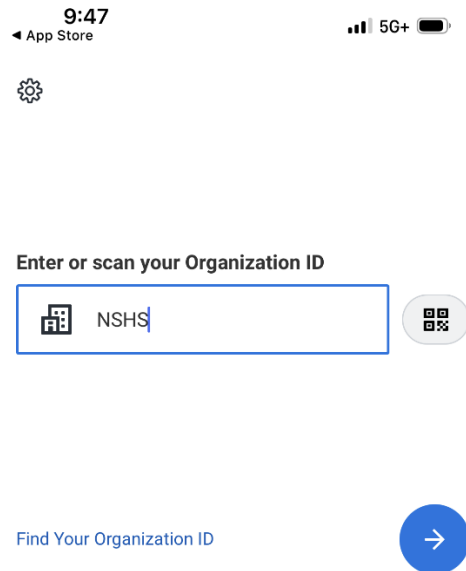 9:47
App Store
5G+
Enter or scan your Organization ID
NSHS
Find Your Organization ID